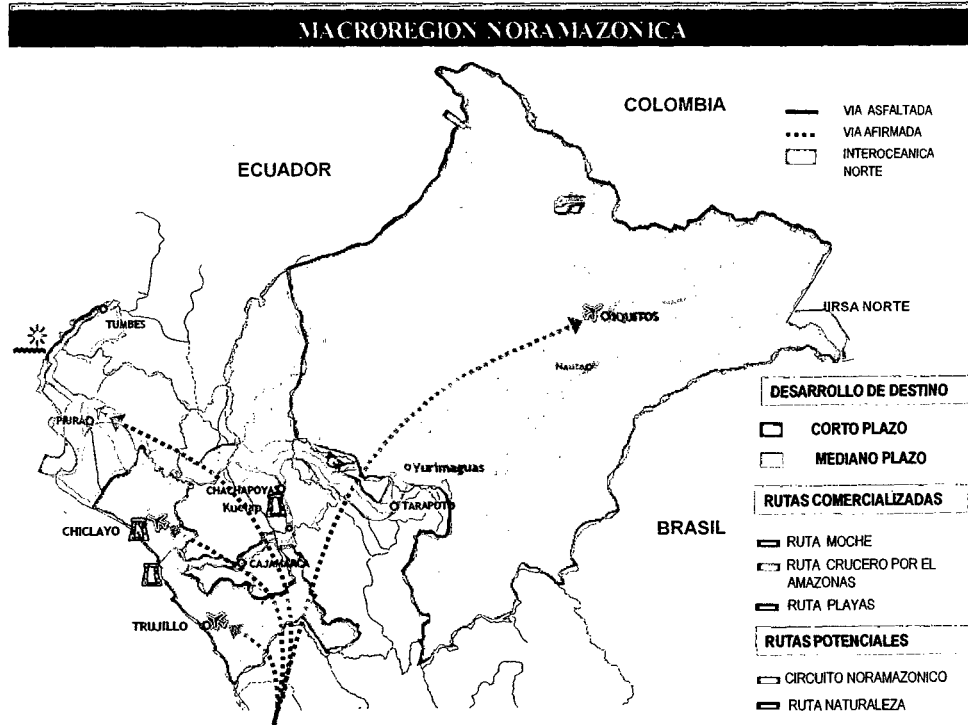 MACROREGION NORAMAZONICA
COLOMBIA
ECUADOR
VIA ASFALTADA
VIA AFIRMADA
INTEROCEANICA
NORTE
TUMBES
IIRSA NORTE
IQUITOS
Nauta
PIURA
DESARROLLO DE DESTINO
CORTO PLAZO
MEDIANO PLAZO
Yurimaguas
CHACHAPOYAS
Kuelap
TARAPOTO
RUTAS COMERCIALIZADAS
CHICLAYO
BRASIL
RUTA MOCHE
CAJAMARCA
RUTA CRUCERO POR EL
AMAZONAS
RUTA PLAYAS
TRUJILLO
RUTAS POTENCIALES
CIRCUITO NORAMAZONICO
RUTA NATURALEZA